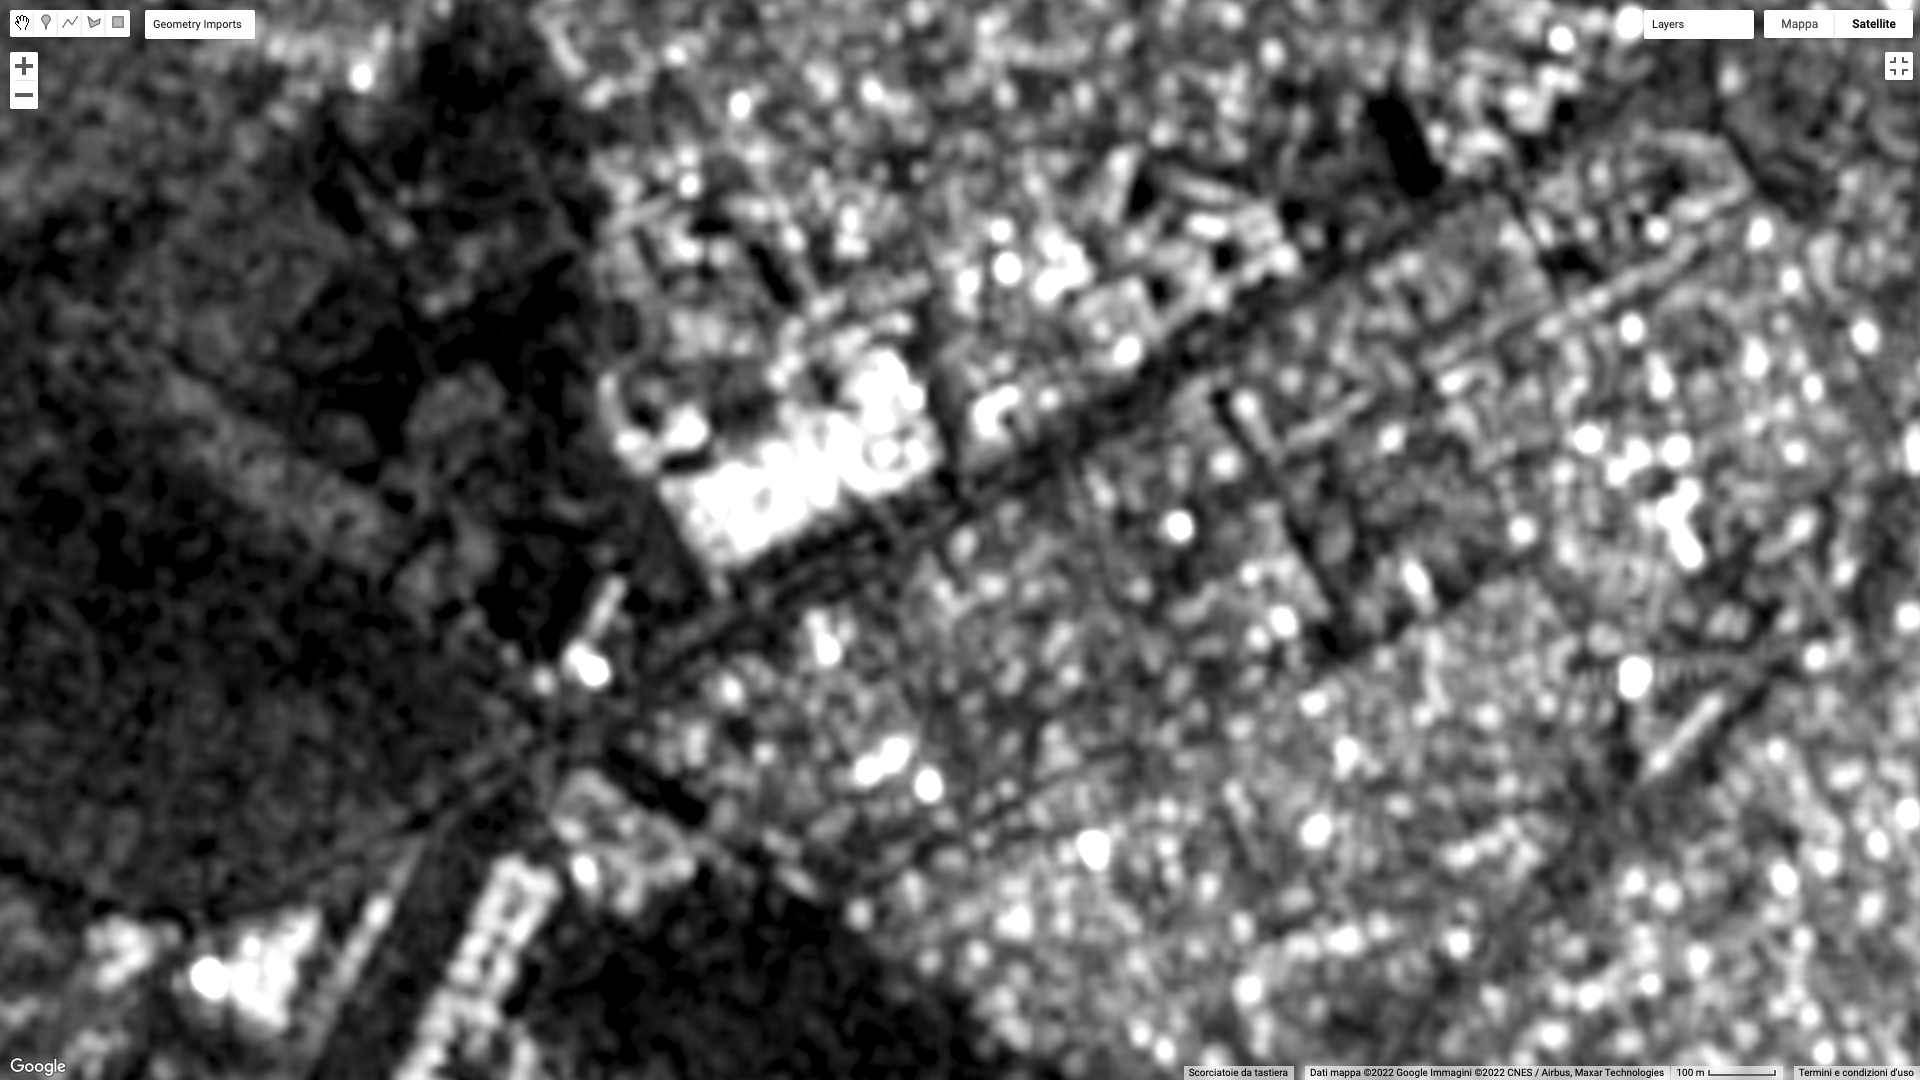 Geometry Imports
Layers
Mappa Satellite
Google
Scorciatoie da tastiera Dati mappa ©2022 Google Immagini ©2022 CNES / Airbus, Maxar Technologies 100 m Termini e condizioni d'uso